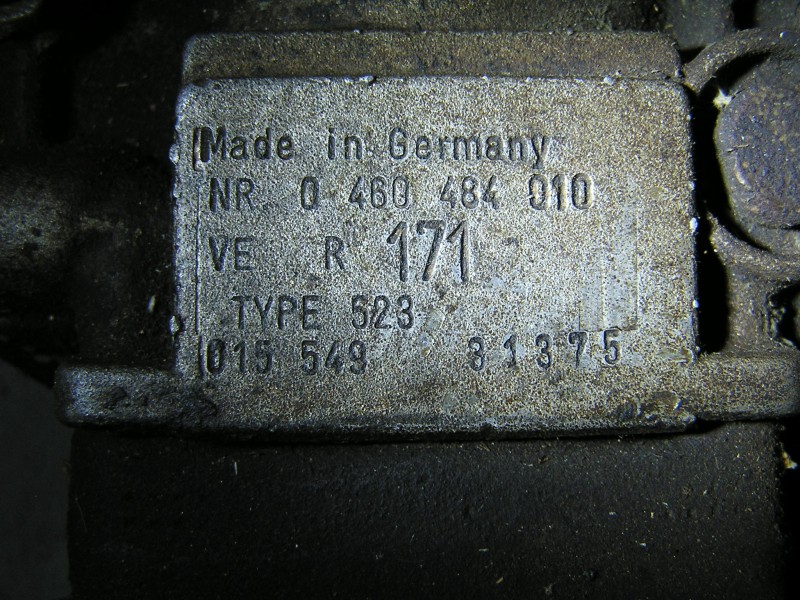 Made in Germany
NR. 0 460 484 010
VE R 171
TYPE 523
015 549 31375